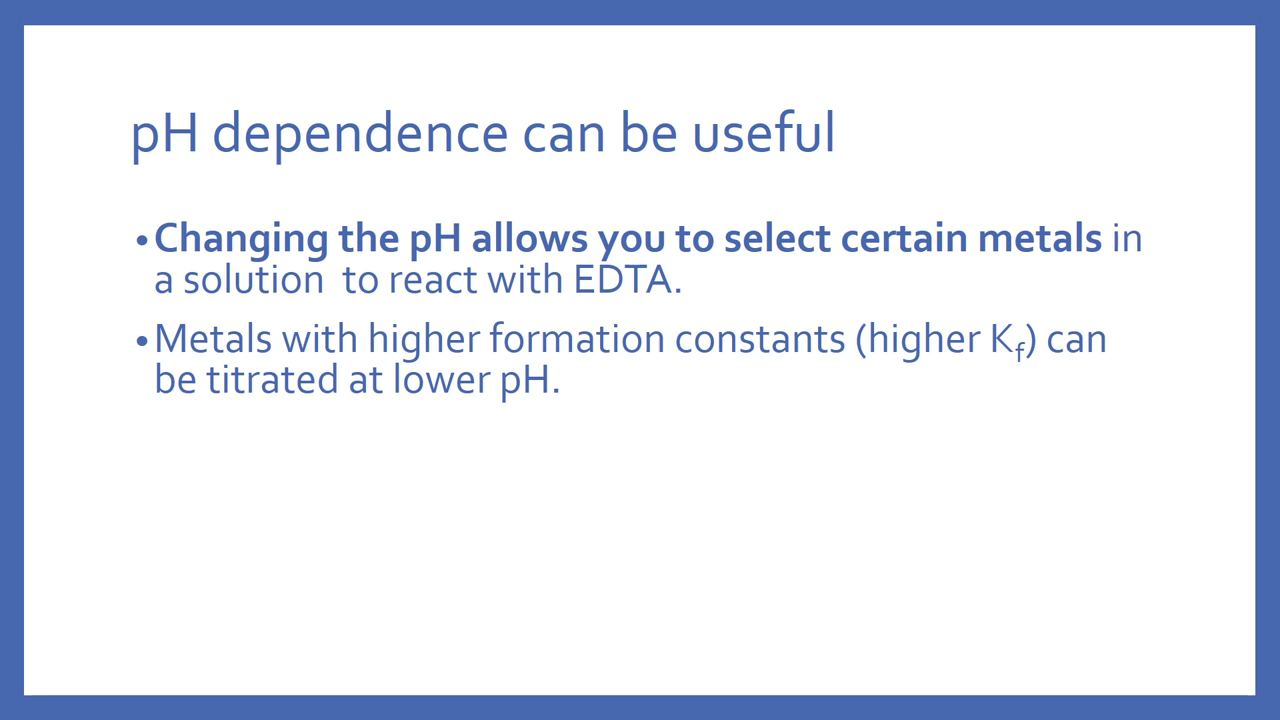 pH dependence can be useful
•Changing the pH allows you to select certain metals in
a solution  to react with EDTA.
•Metals with higher formation constants (higher Kf) can
be titrated at lower pH.